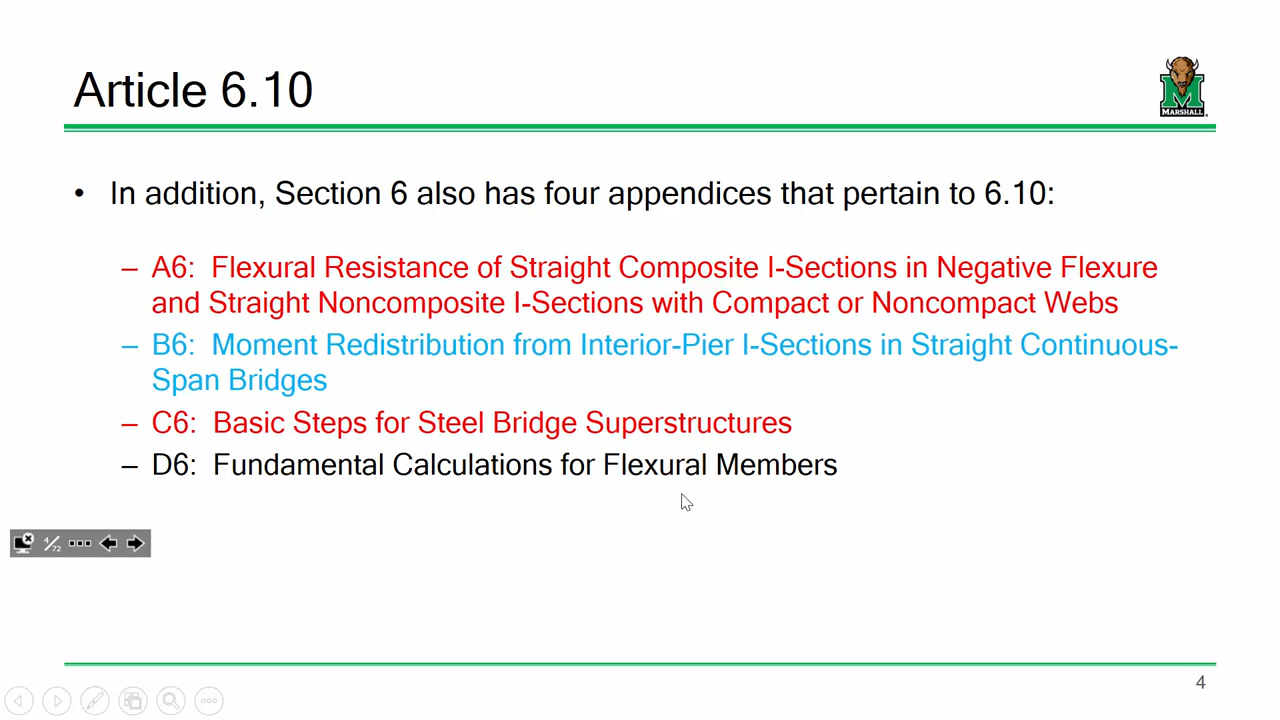 Article 6.10
MARSHALL
• In addition, Section 6 also has four appendices that pertain to 6.10:
– A6: Flexural Resistance of Straight Composite I-Sections in Negative Flexure
and Straight Noncomposite I-Sections with Compact or Noncompact Webs
– B6: Moment Redistribution from Interior-Pier I-Sections in Straight Continuous-
Span Bridges
– C6: Basic Steps for Steel Bridge Superstructures
– D6: Fundamental Calculations for Flexural Members
4/72
4